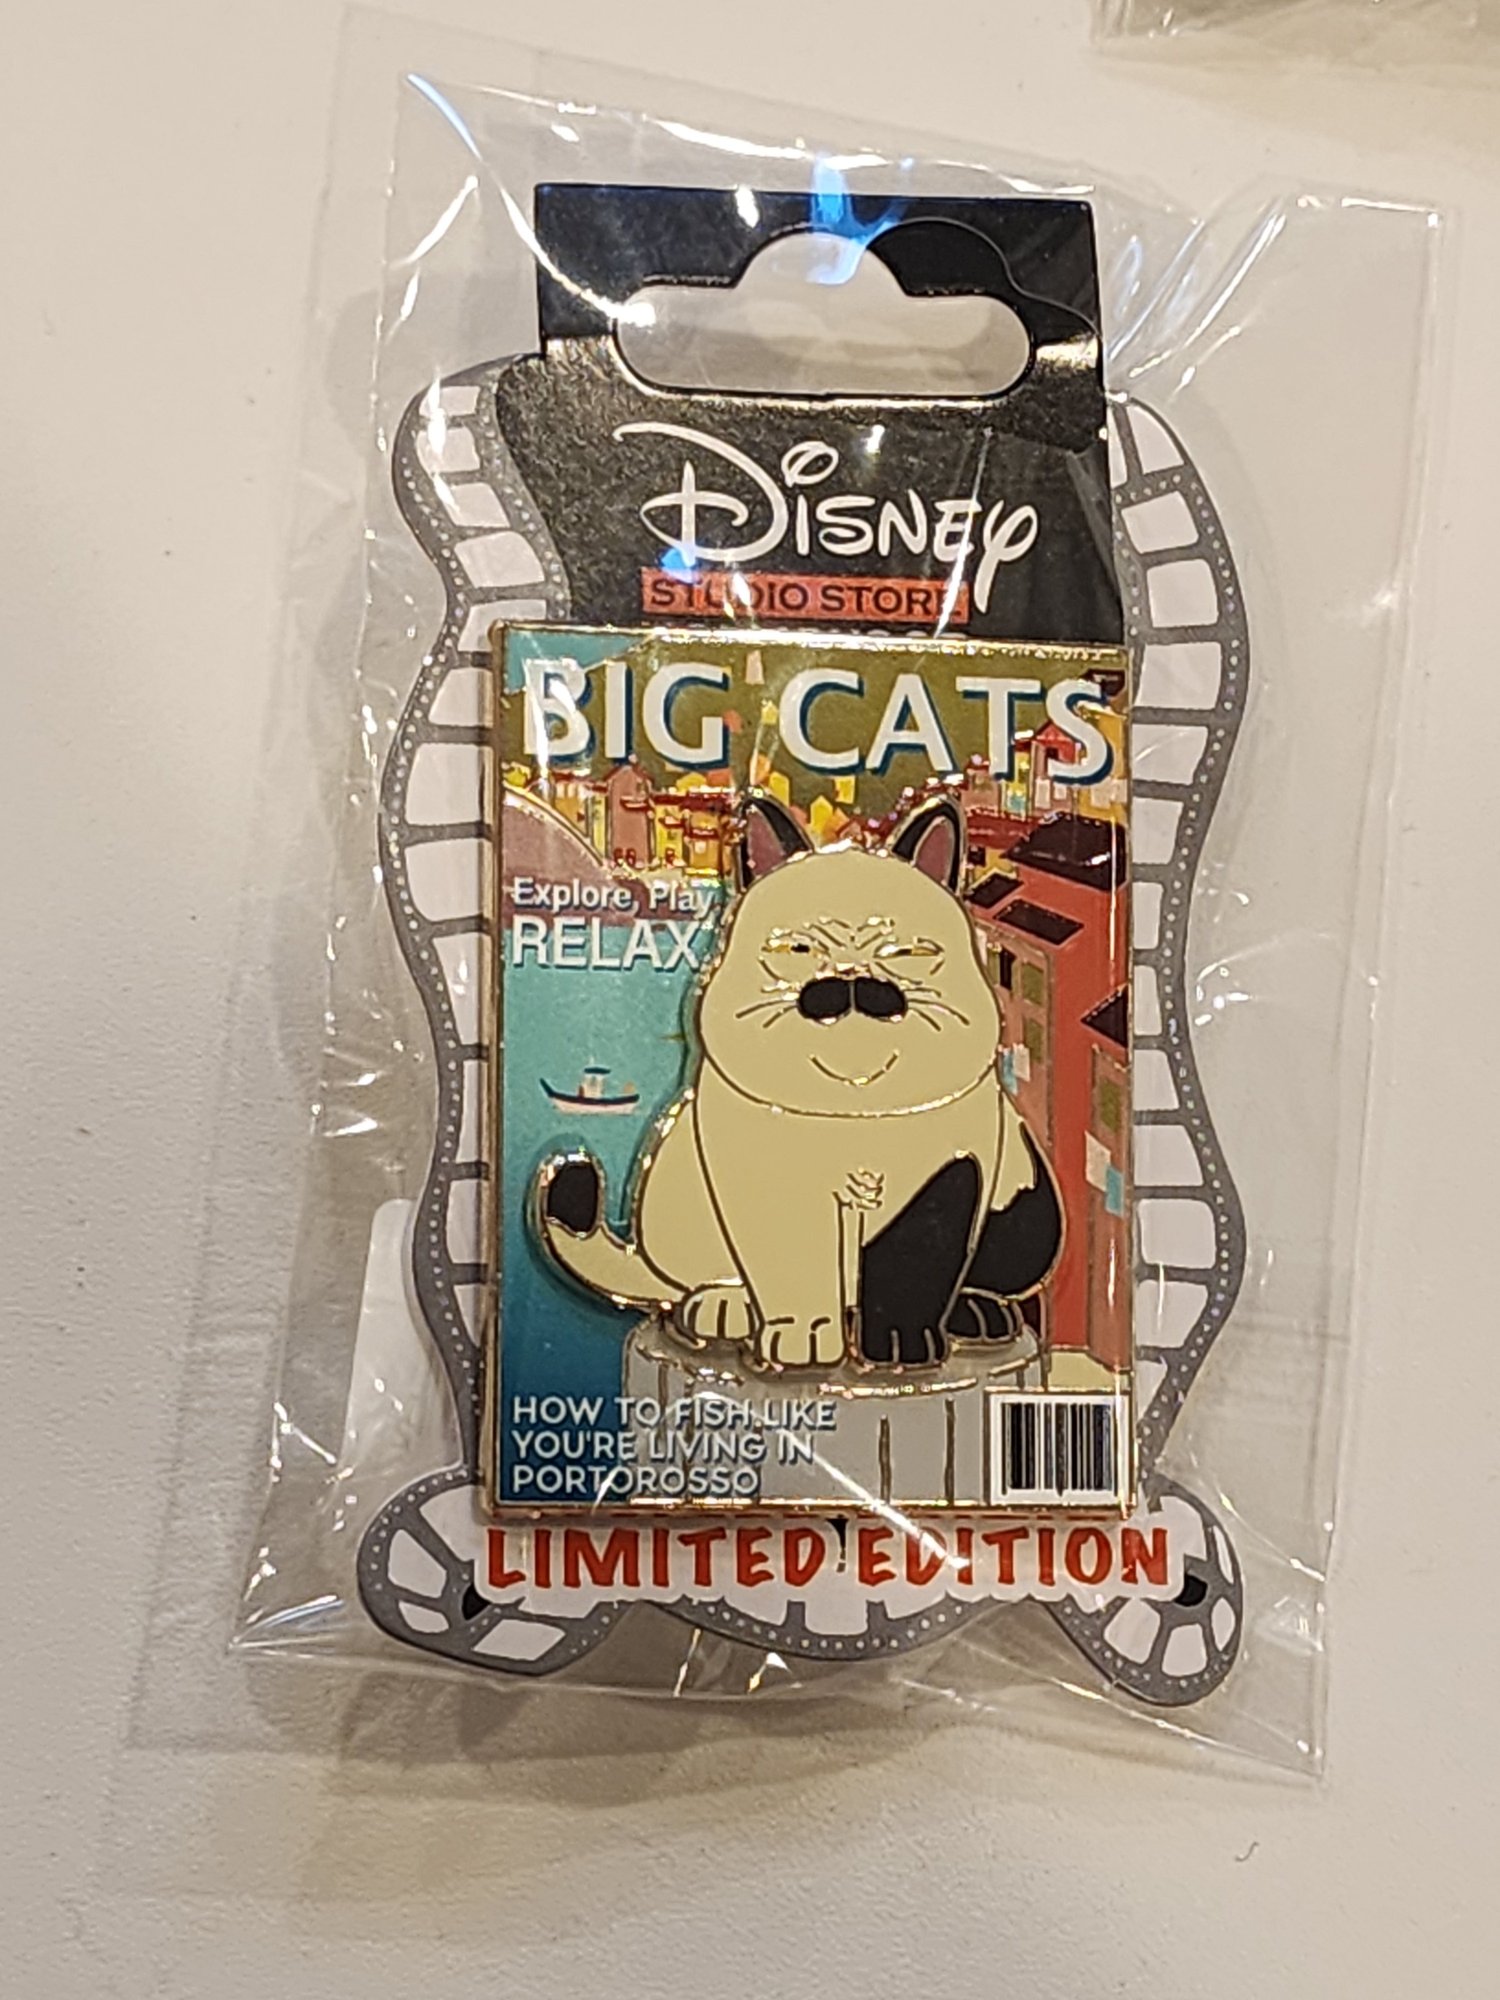 Disney
STUDIO STORE
BIG CATS
Explore, Play
RELAX
HOW TO FISH LIKE
YOU'RE LIVING IN
PORTOROSSO
LIMITED EDITION